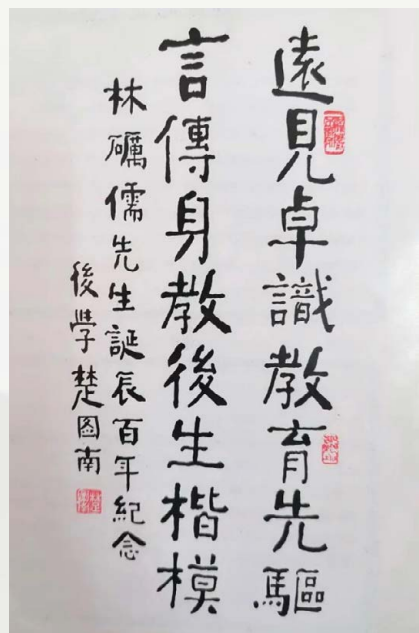 遠見卓識教育先驅
言傳身教後生楷模
林礪儒先生誕辰百年紀念
後學楚图南